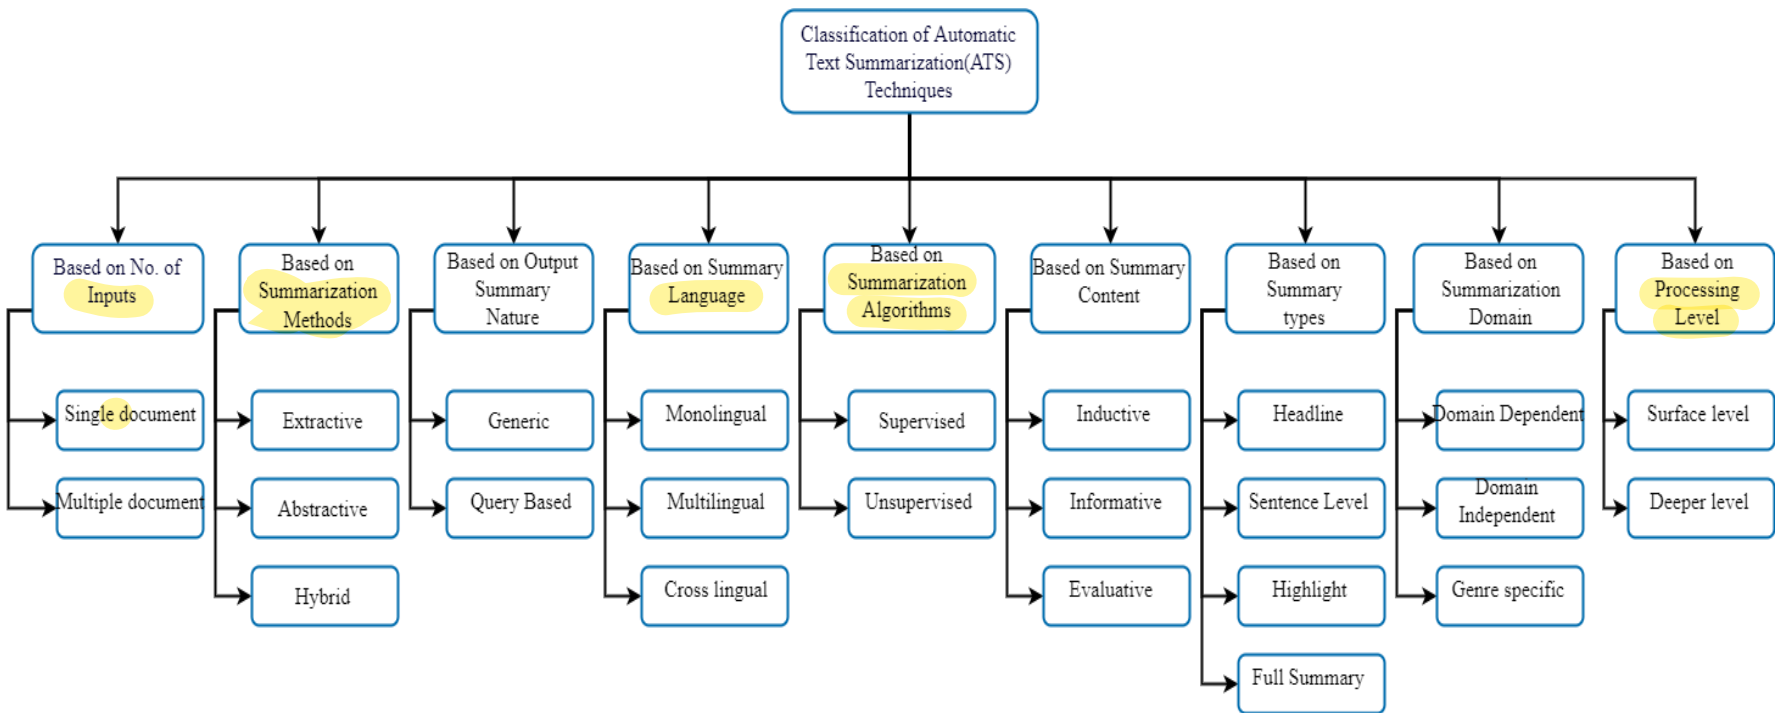 Classification of Automatic
Text Summarization(ATS)
Techniques
Based on No. of
Inputs
Single document
Multiple document
Based on
Summarization
Methods
Extractive
Abstractive
Hybrid
Based on Output
Summary
Nature
Generic
Query Based
Based on Summary
Language
Monolingual
Multilingual
Cross lingual
Based on
Summarization
Algorithms
Supervised
Unsupervised
Based on Summary
Content
Inductive
Informative
Evaluative
Based on
Summary
types
Headline
Sentence Level
Highlight
Full Summary
Based on
Summarization
Domain
Domain Dependent
Domain
Independent
Genre specific
Based on
Processing
Level
Surface level
Deeper level